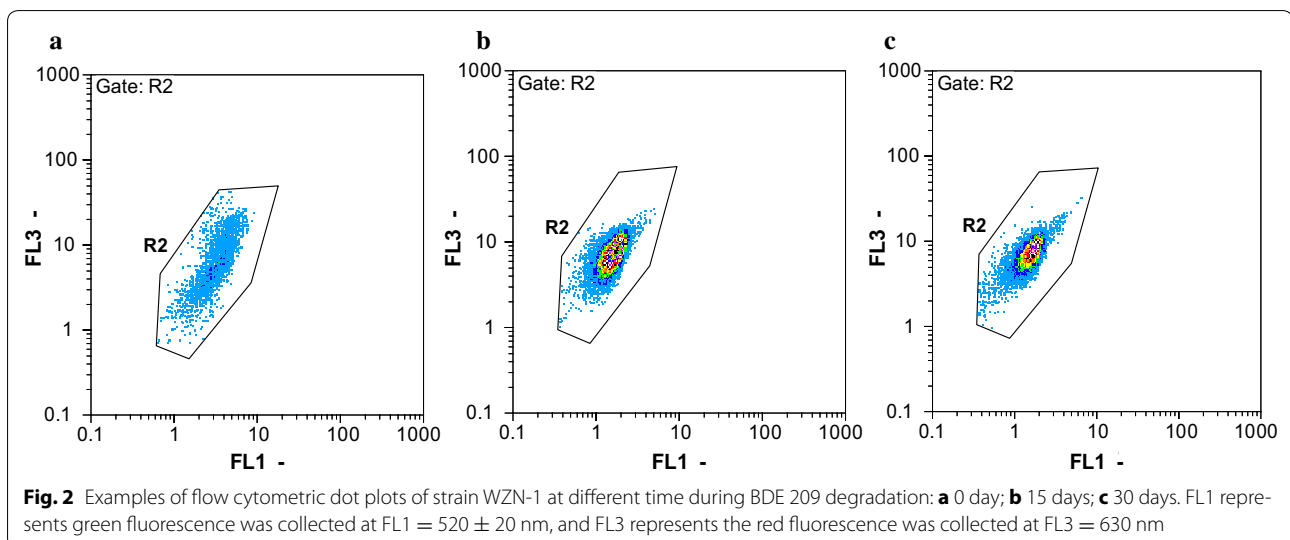 a
b
c
Gate: R2
Gate: R2
Gate: R2
1000
100
10
1
0.1
1000
100
10
1
0.1
1000
100
10
1
0.1
FL3 -
FL3 -
FL3 -
R2
R2
R2
0.1 1 10 100 1000
0.1 1 10 100 1000
0.1 1 10 100 1000
FL1 -
FL1 -
FL1 -
Fig. 2 Examples of flow cytometric dot plots of strain WZN-1 at different time during BDE 209 degradation: a 0 day; b 15 days; c 30 days. FL1 repre-
sents green fluorescence was collected at FL1 = 520 ± 20 nm, and FL3 represents the red fluorescence was collected at FL3 = 630 nm